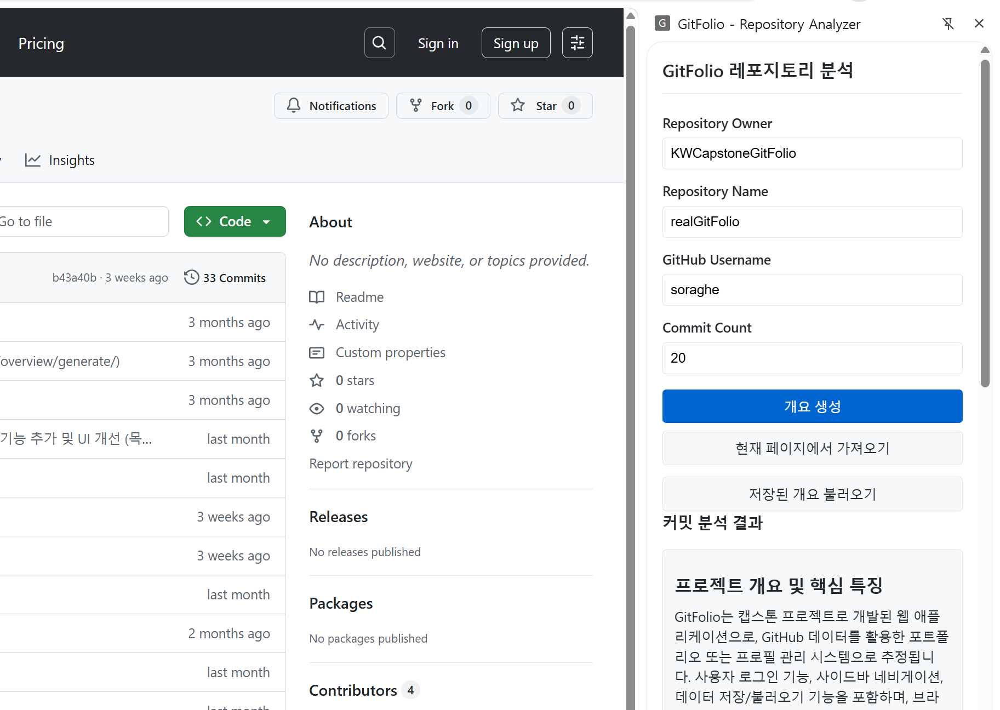 Pricing
Sign in
Sign up
Notifications
Fork 0
Star 0
Insights
Go to file
Code
b43a40b · 3 weeks ago
33 Commits
3 months ago
/overview/generate/)
3 months ago
3 months ago
기능 추가 및 UI 개선 (목...
last month
last month
3 weeks ago
3 weeks ago
last month
2 months ago
last month
last month
About
No description, website, or topics provided.
Readme
Activity
Custom properties
0 stars
0 watching
0 forks
Report repository
Releases
No releases published
Packages
No packages published
Contributors 4
G GitFolio - Repository Analyzer
GitFolio 레포지토리 분석
Repository Owner
KWCapstoneGitFolio
Repository Name
realGitFolio
GitHub Username
soraghe
Commit Count
20
개요 생성
현재 페이지에서 가져오기
저장된 개요 불러오기
커밋 분석 결과
프로젝트 개요 및 핵심 특징
GitFolio는 캡스톤 프로젝트로 개발된 웹 애플
리케이션으로, GitHub 데이터를 활용한 포트폴
리오 또는 프로필 관리 시스템으로 추정됩니
다. 사용자 로그인 기능, 사이드바 네비게이션,
데이터 저장/불러오기 기능을 포함하며, 브라